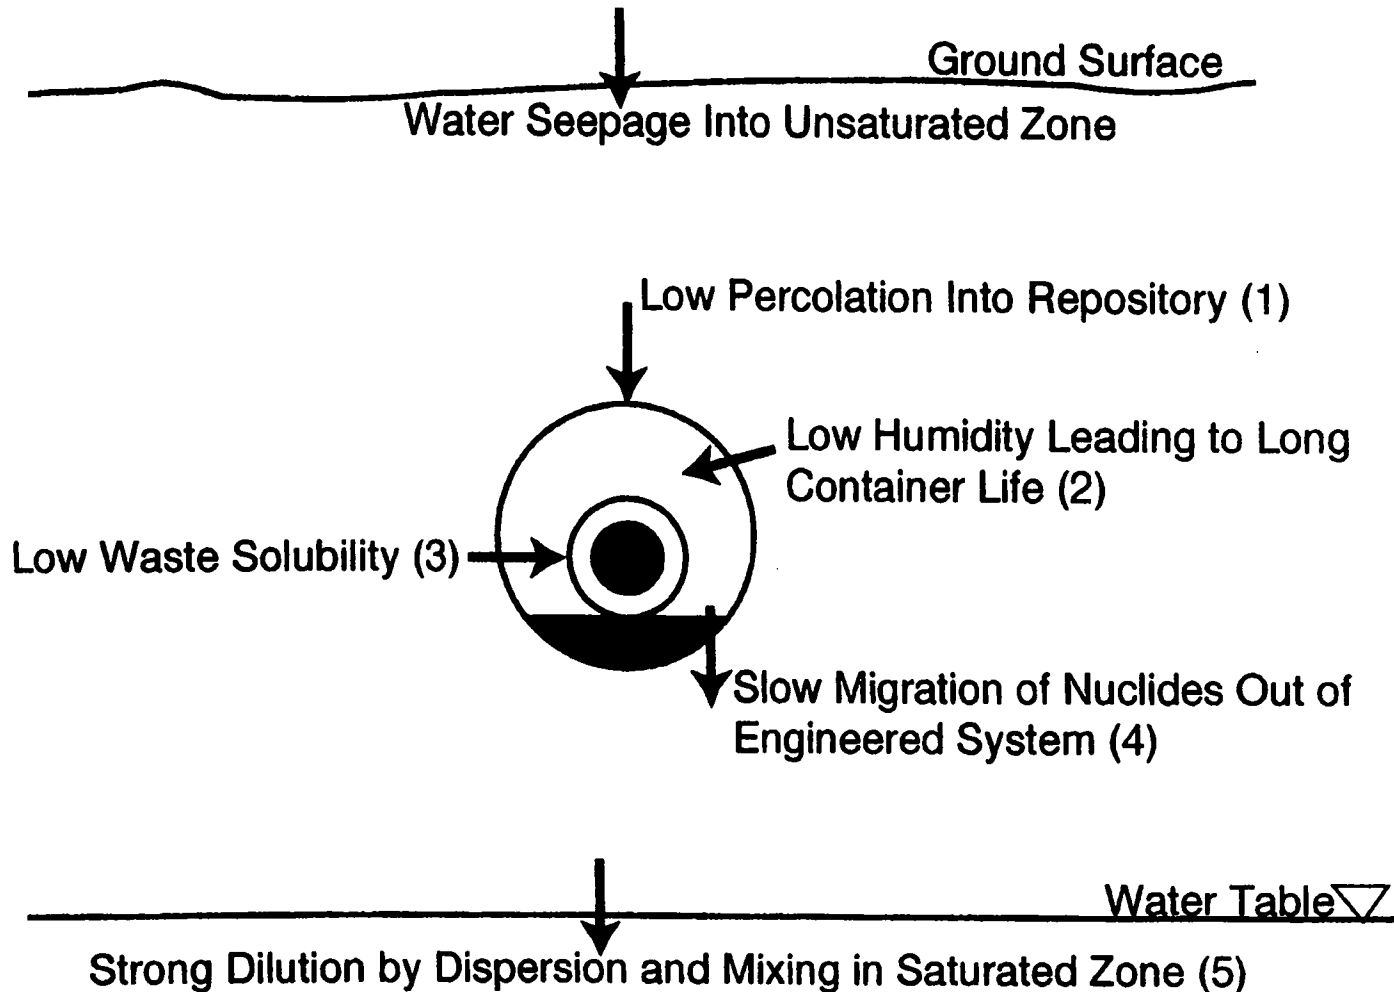 Ground Surface
Water Seepage Into Unsaturated Zone
Low Percolation Into Repository (1)
Low Humidity Leading to Long
Container Life (2)
Low Waste Solubility (3)
Slow Migration of Nuclides Out of
Engineered System (4)
Water Table
Strong Dilution by Dispersion and Mixing in Saturated Zone (5)